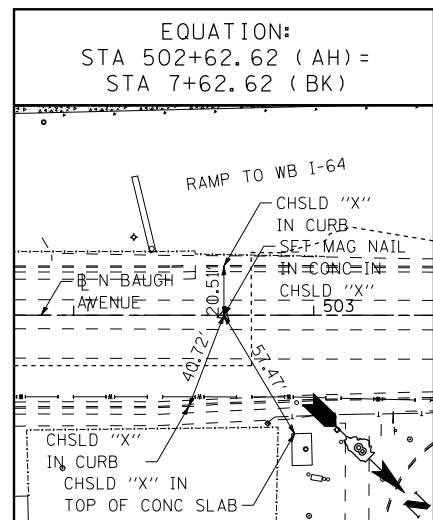 EQUATION:
STA 502+62.62 (AH)=
STA 7+62.62 (BK)
RAMP TO WB I-64
CHSLD "X"
IN CURB
SET MAG NAIL
IN CONC IN
CHSLD "X"
20.51'
B N BAUGH
AVENUE
7
503
40.72'
57.47'
CHSLD "X"
IN CURB
CHSLD "X" IN
TOP OF CONC SLAB
N